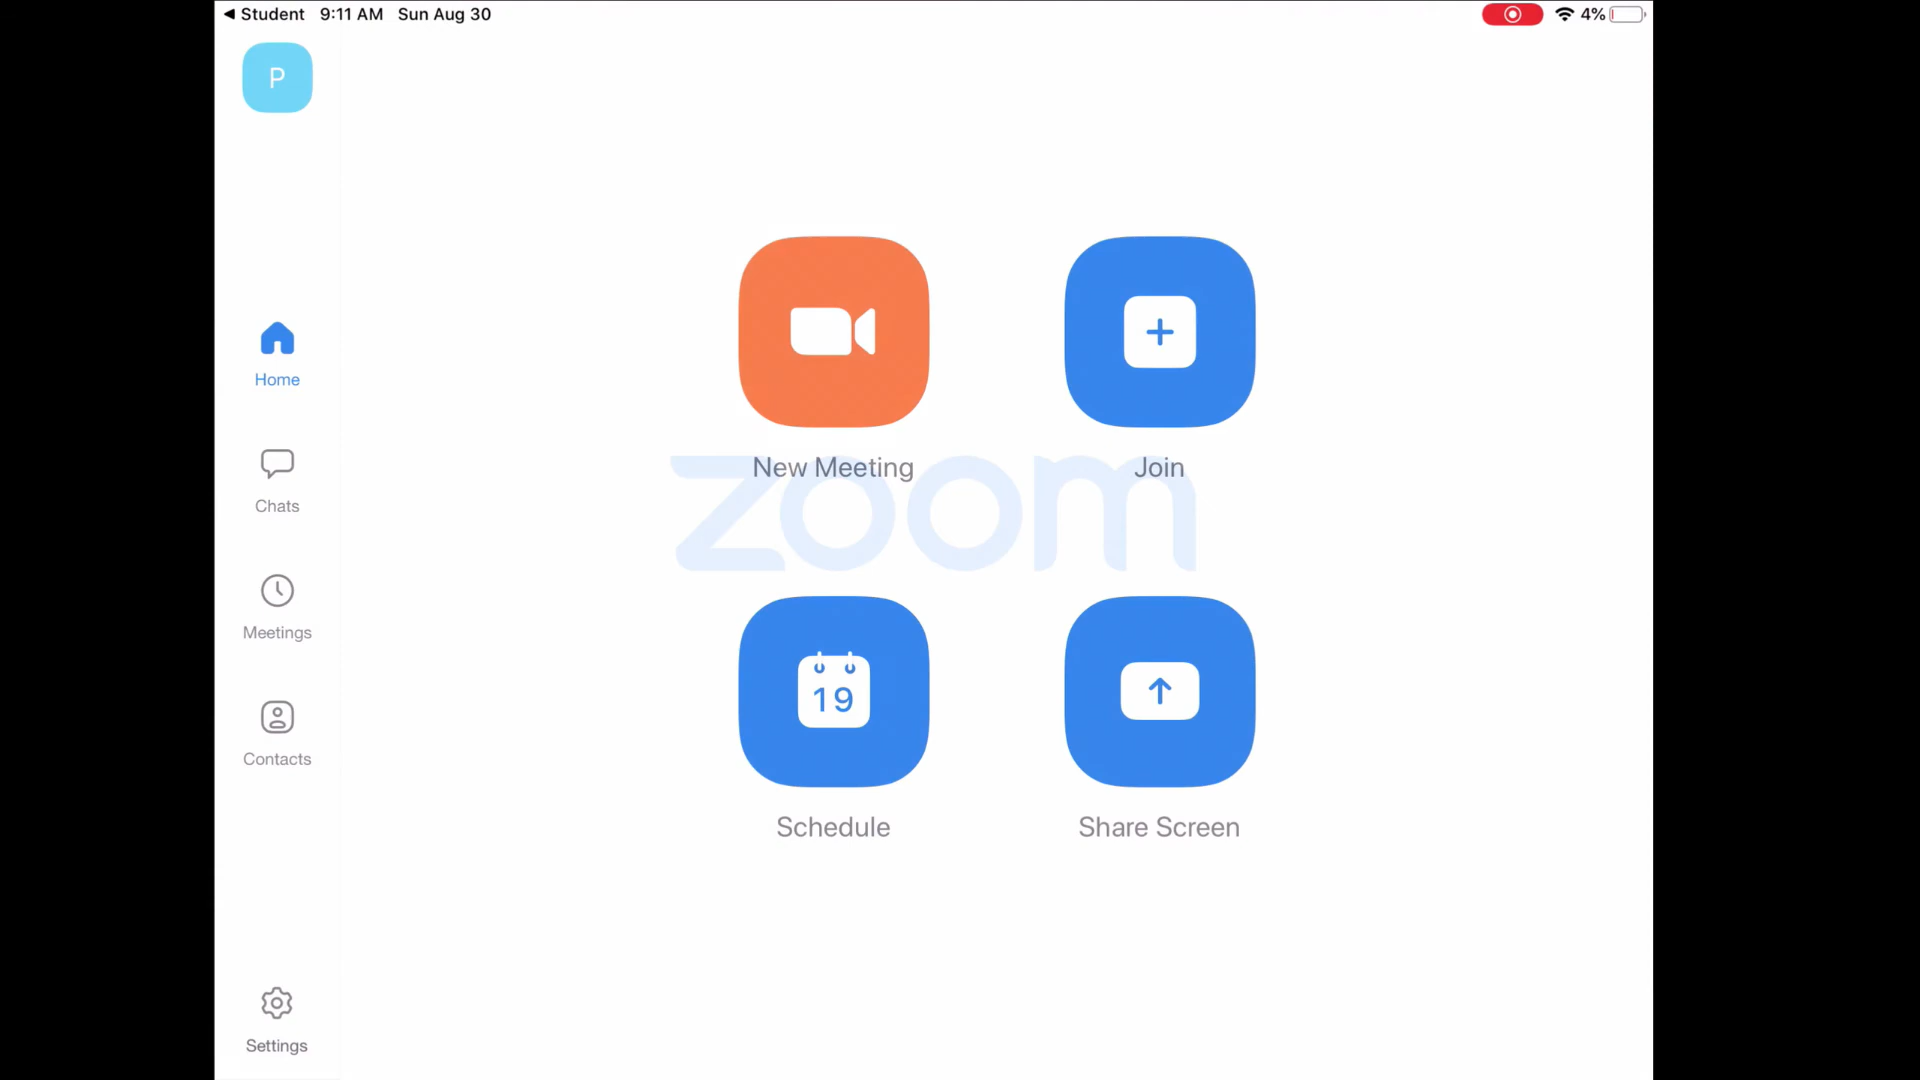 Student 9:11 AM Sun Aug 30
4%
P
Home
Chats
Meetings
Contacts
Settings
New Meeting
Join
zoom
19
Schedule
Share Screen